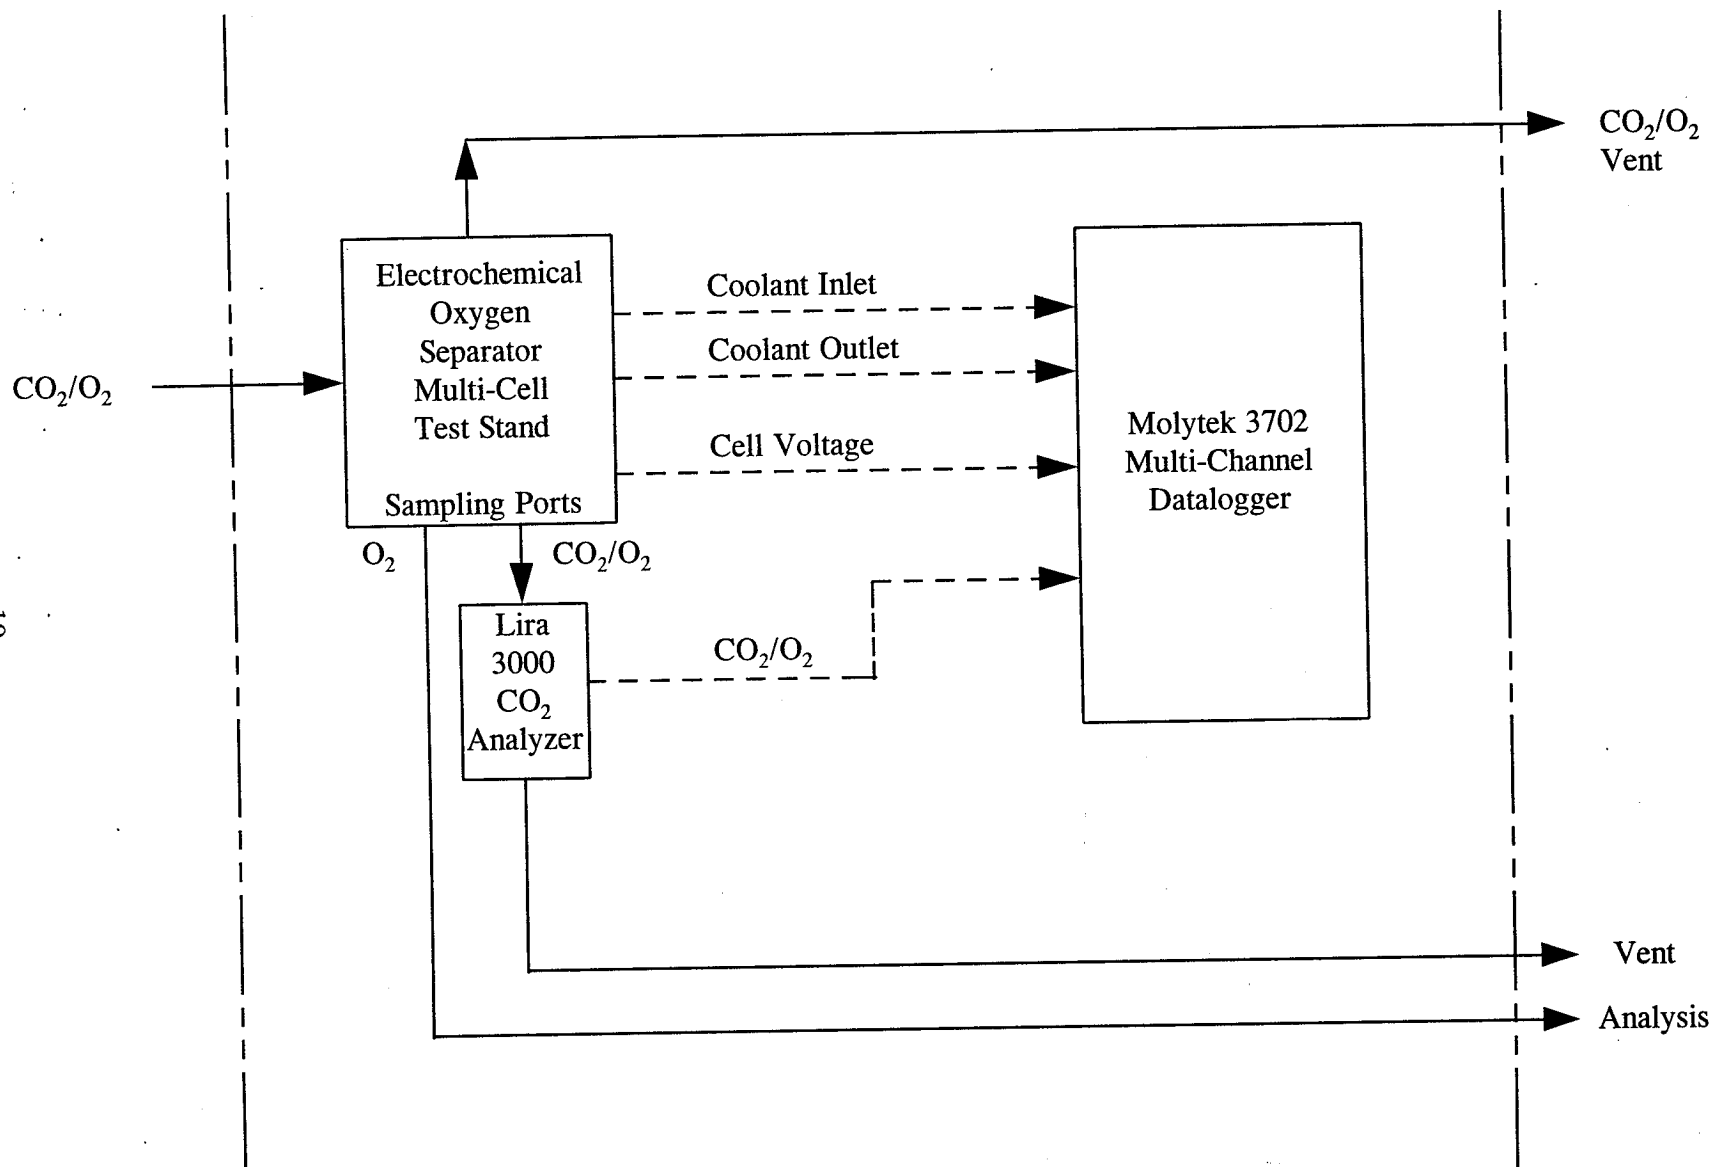 CO₂/O₂
Vent
Electrochemical
Oxygen
Separator
Multi-Cell
Test Stand
Sampling Ports
Coolant Inlet
Coolant Outlet
Cell Voltage
Molytek 3702
Multi-Channel
Datalogger
CO₂/O₂
O₂
CO₂/O₂
Lira
3000
CO₂
Analyzer
CO₂/O₂
Vent
Analysis